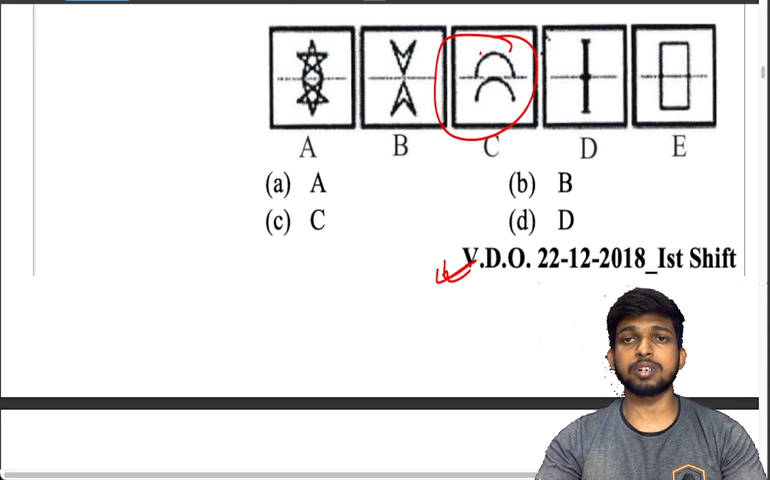 A B C D E
(a) A (b) B
(c) C (d) D
V.D.O. 22-12-2018_Ist Shift